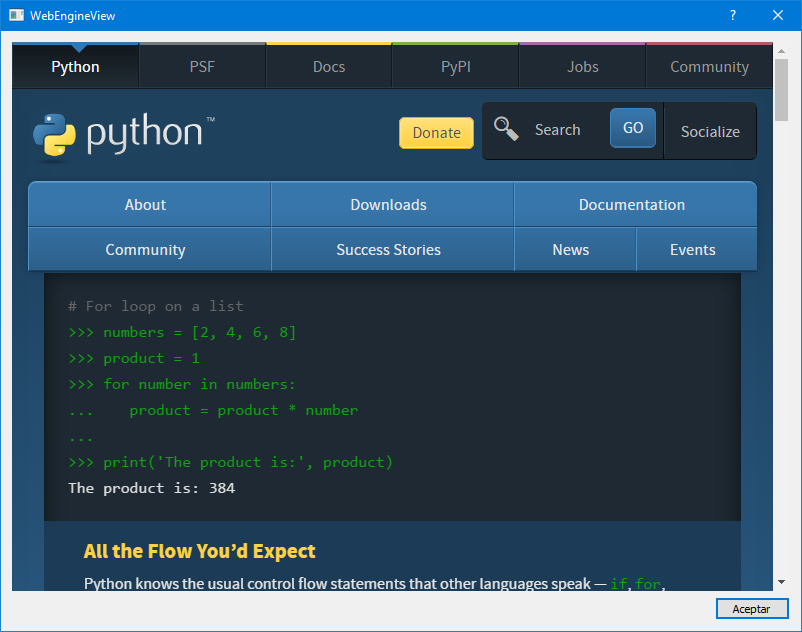 WebEngineView
Python PSF Docs PyPI Jobs Community
python™
Donate Search GO Socialize
About Downloads Documentation
Community Success Stories News Events
# For loop on a list
>>> numbers = [2, 4, 6, 8]
>>> product = 1
>>> for number in numbers:
...    product = product * number
...
>>> print('The product is:', product)
The product is: 384
All the Flow You’d Expect
Python knows the usual control flow statements that other languages speak — if, for,
Aceptar